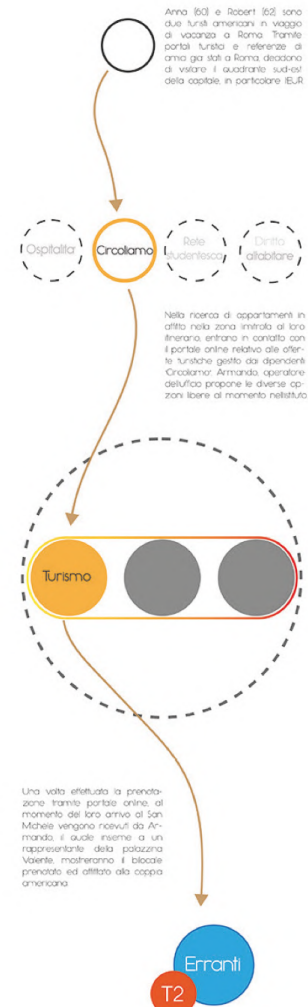 Anna (60) e Robert (62) sono
due turisti americani in viaggio
di vacanza a Roma. Tramite
portali turistici e referenze di
amici già stati a Roma, decidono
di visitare il quadrante sud-est
della capitale, in particolare l'EUR
Ospitalità
Circoliamo
Rete
studentesca
Diritto
all'abitare
Nella ricerca di appartamenti in
affitto nella zona limitrofa al loro
itinerario, entrano in contatto con
il portale online relativo alle offer-
te turistiche gestito dai dipendenti
"Circoliamo". Armando, operatore
dell'ufficio propone le diverse op-
zioni libere al momento nell'istituto
Turismo
Una volta effettuata la prenota-
zione tramite portale online, al
momento del loro arrivo al San
Michele vengono ricevuti da Ar-
mando, il quale insieme a un
rappresentante della palazzina
Valente, mostreranno il bilocale
prenotato ed affittato alla coppia
americana
Erranti
T2